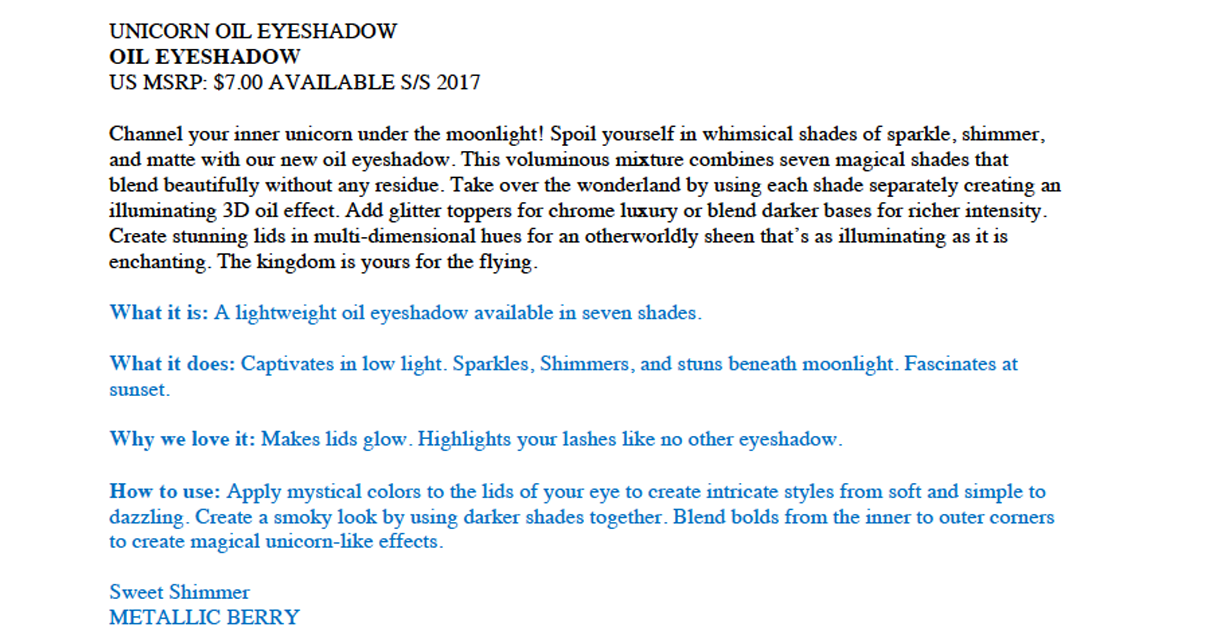 UNICORN OIL EYESHADOW
OIL EYESHADOW
US MSRP: $7.00 AVAILABLE S/S 2017
Channel your inner unicorn under the moonlight! Spoil yourself in whimsical shades of sparkle, shimmer,
and matte with our new oil eyeshadow. This voluminous mixture combines seven magical shades that
blend beautifully without any residue. Take over the wonderland by using each shade separately creating an
illuminating 3D oil effect. Add glitter toppers for chrome luxury or blend darker bases for richer intensity.
Create stunning lids in multi-dimensional hues for an otherworldly sheen that’s as illuminating as it is
enchanting. The kingdom is yours for the flying.
What it is: A lightweight oil eyeshadow available in seven shades.
What it does: Captivates in low light. Sparkles, Shimmers, and stuns beneath moonlight. Fascinates at
sunset.
Why we love it: Makes lids glow. Highlights your lashes like no other eyeshadow.
How to use: Apply mystical colors to the lids of your eye to create intricate styles from soft and simple to
dazzling. Create a smoky look by using darker shades together. Blend bolds from the inner to outer corners
to create magical unicorn-like effects.
Sweet Shimmer
METALLIC BERRY